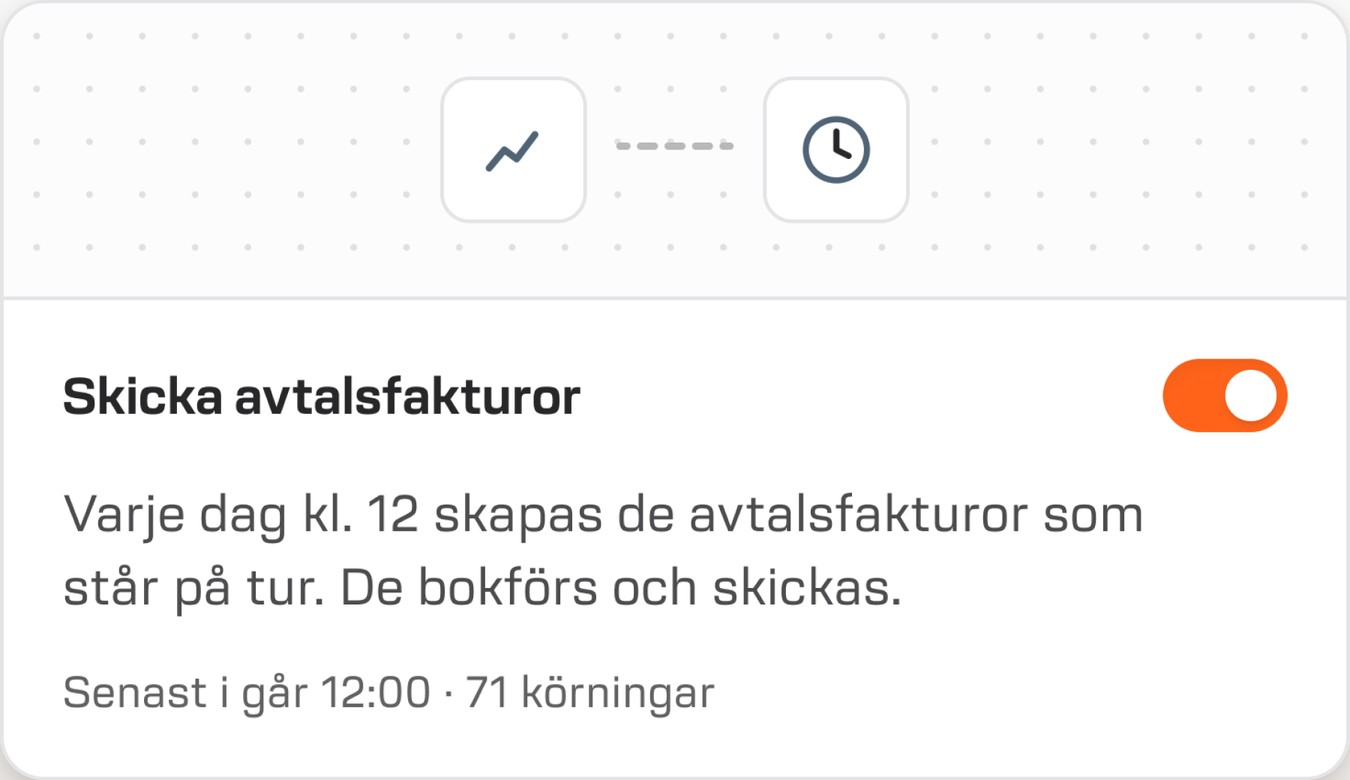 Skicka avtalsfakturor
Varje dag kl. 12 skapas de avtalsfakturor som
står på tur. De bokförs och skickas.
Senast i går 12:00 · 71 körningar